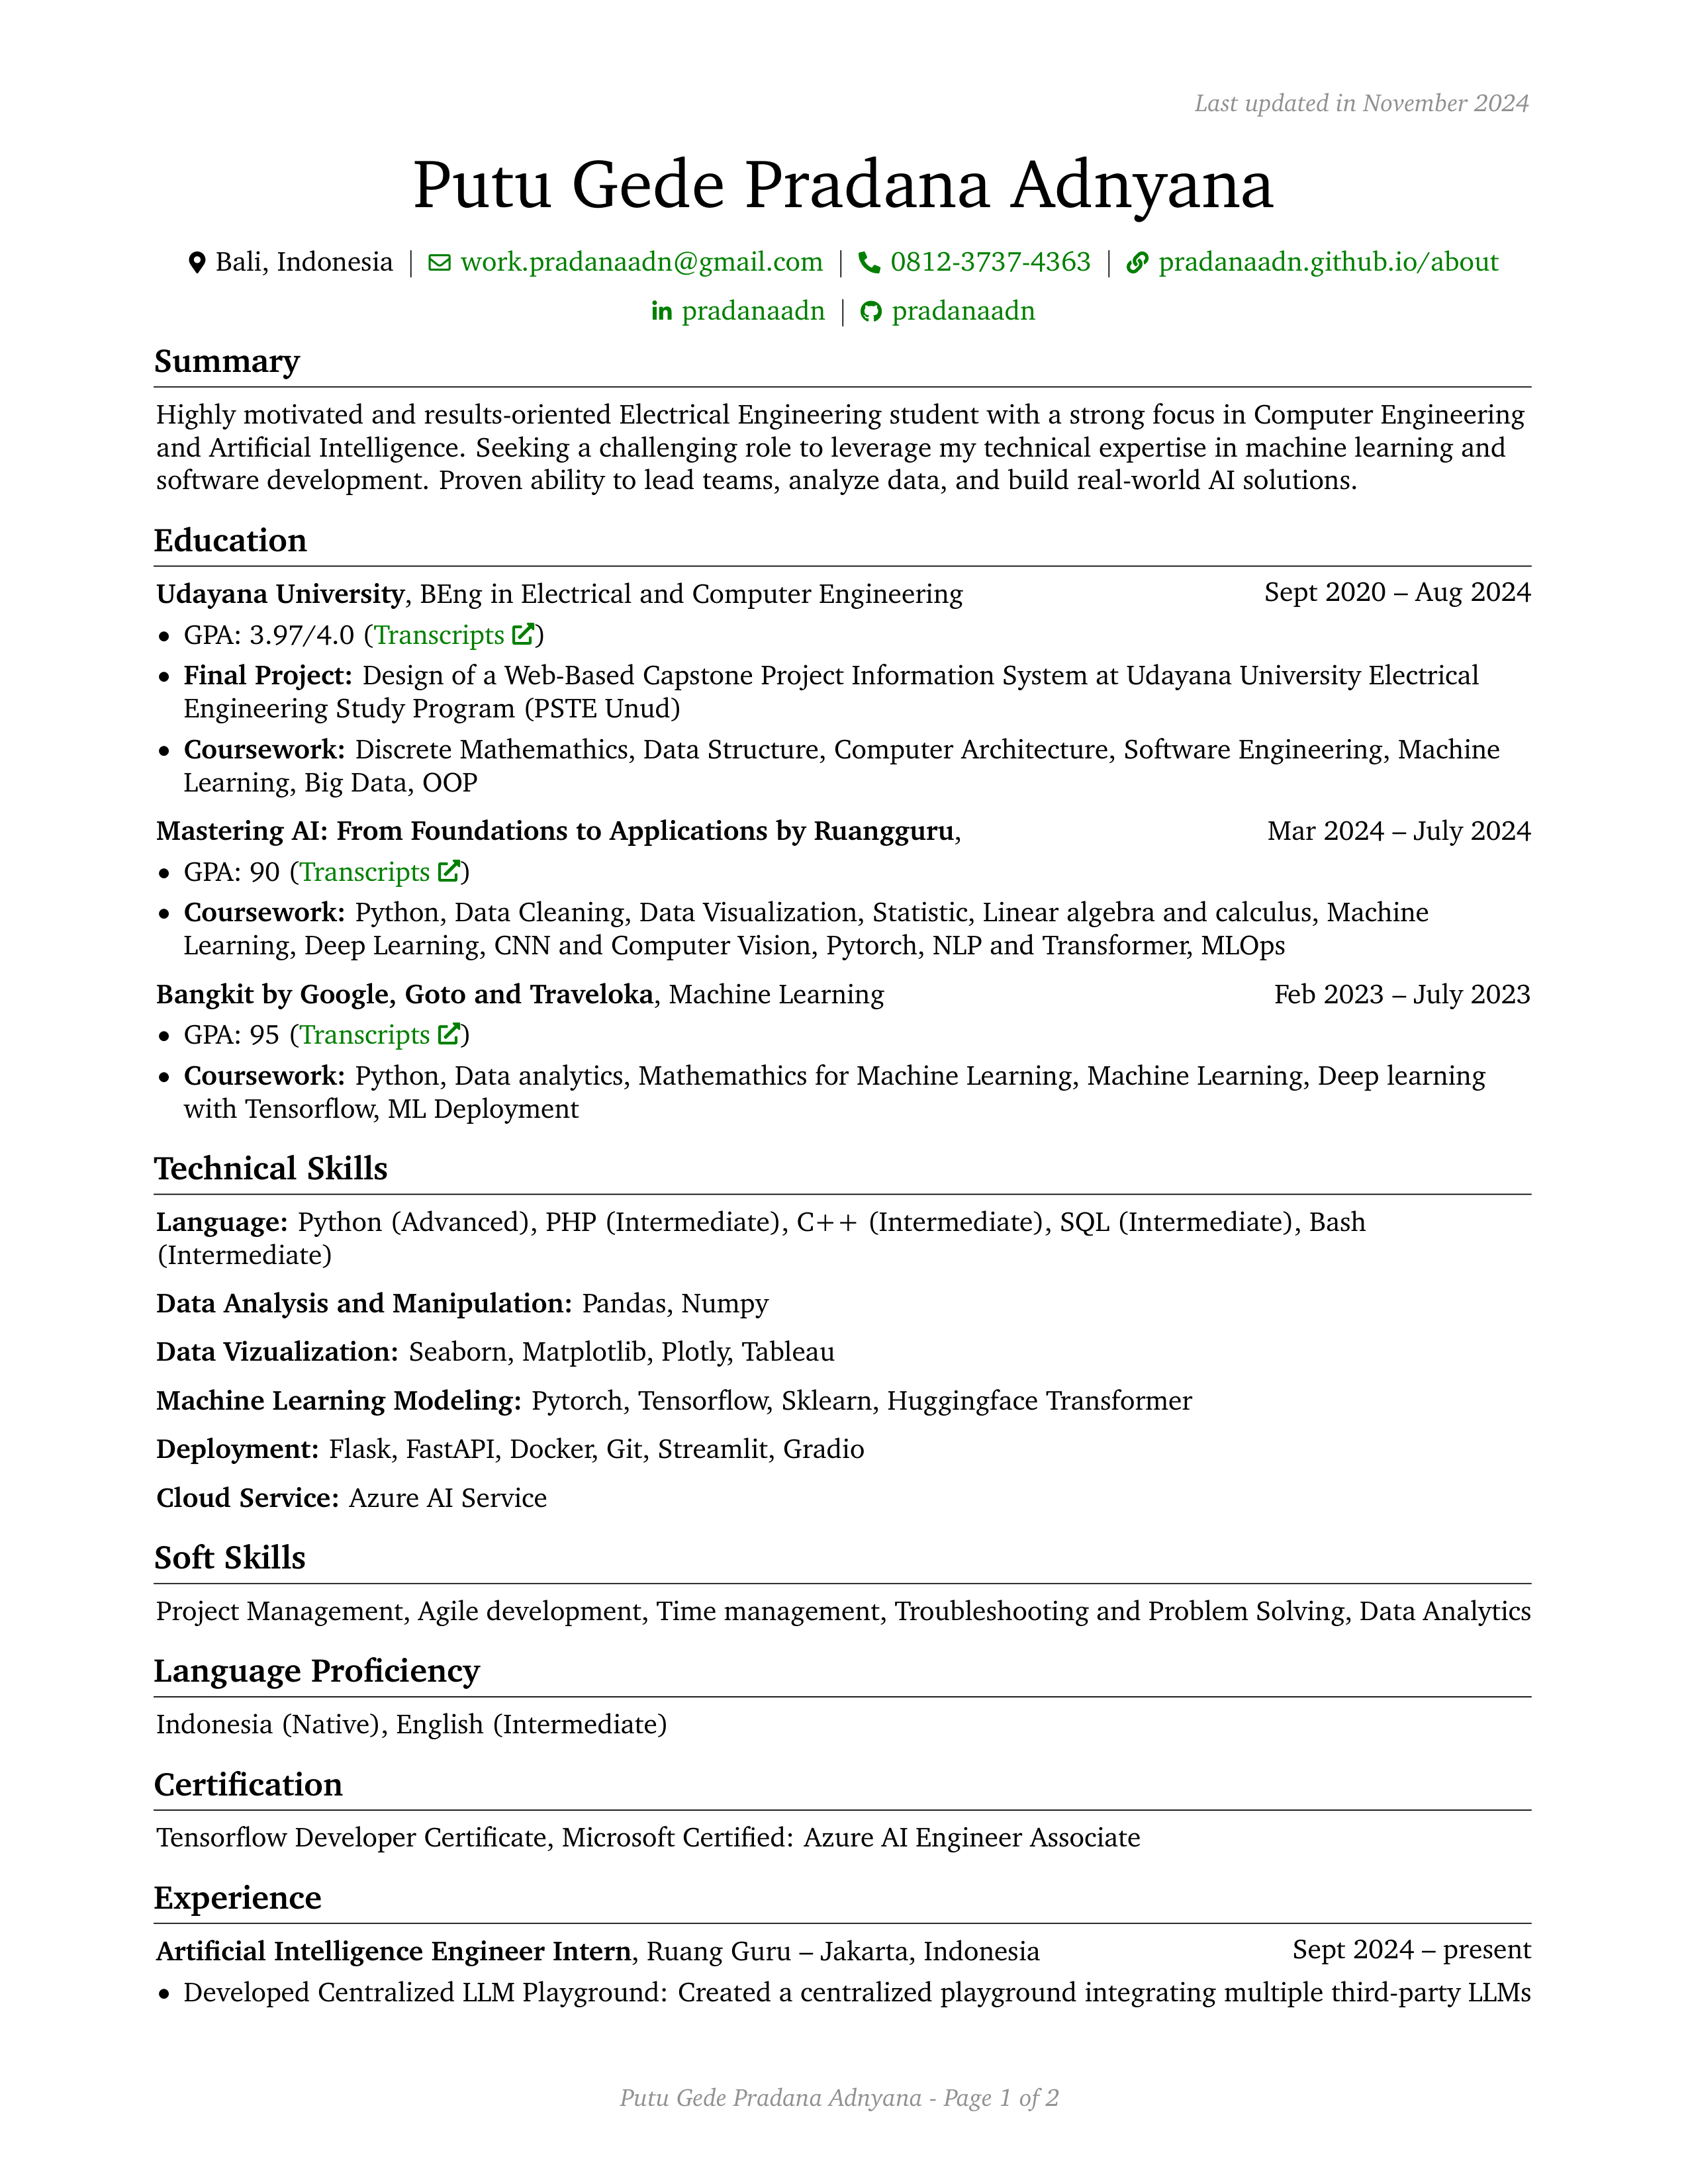 Last updated in November 2024
Putu Gede Pradana Adnyana
Bali, Indonesia | work.pradanaadn@gmail.com | 0812-3737-4363 | pradanaadn.github.io/about
pradanaadn | pradanaadn
Summary
Highly motivated and results-oriented Electrical Engineering student with a strong focus in Computer Engineering
and Artificial Intelligence. Seeking a challenging role to leverage my technical expertise in machine learning and
software development. Proven ability to lead teams, analyze data, and build real-world AI solutions.
Education
Udayana University, BEng in Electrical and Computer Engineering Sept 2020 – Aug 2024
• GPA: 3.97/4.0 (Transcripts)
• Final Project: Design of a Web-Based Capstone Project Information System at Udayana University Electrical
Engineering Study Program (PSTE Unud)
• Coursework: Discrete Mathemathics, Data Structure, Computer Architecture, Software Engineering, Machine
Learning, Big Data, OOP
Mastering AI: From Foundations to Applications by Ruangguru, Mar 2024 – July 2024
• GPA: 90 (Transcripts)
• Coursework: Python, Data Cleaning, Data Visualization, Statistic, Linear algebra and calculus, Machine
Learning, Deep Learning, CNN and Computer Vision, Pytorch, NLP and Transformer, MLOps
Bangkit by Google, Goto and Traveloka, Machine Learning Feb 2023 – July 2023
• GPA: 95 (Transcripts)
• Coursework: Python, Data analytics, Mathemathics for Machine Learning, Machine Learning, Deep learning
with Tensorflow, ML Deployment
Technical Skills
Language: Python (Advanced), PHP (Intermediate), C++ (Intermediate), SQL (Intermediate), Bash
(Intermediate)
Data Analysis and Manipulation: Pandas, Numpy
Data Vizualization: Seaborn, Matplotlib, Plotly, Tableau
Machine Learning Modeling: Pytorch, Tensorflow, Sklearn, Huggingface Transformer
Deployment: Flask, FastAPI, Docker, Git, Streamlit, Gradio
Cloud Service: Azure AI Service
Soft Skills
Project Management, Agile development, Time management, Troubleshooting and Problem Solving, Data Analytics
Language Proficiency
Indonesia (Native), English (Intermediate)
Certification
Tensorflow Developer Certificate, Microsoft Certified: Azure AI Engineer Associate
Experience
Artificial Intelligence Engineer Intern, Ruang Guru – Jakarta, Indonesia Sept 2024 – present
• Developed Centralized LLM Playground: Created a centralized playground integrating multiple third-party LLMs
Putu Gede Pradana Adnyana - Page 1 of 2